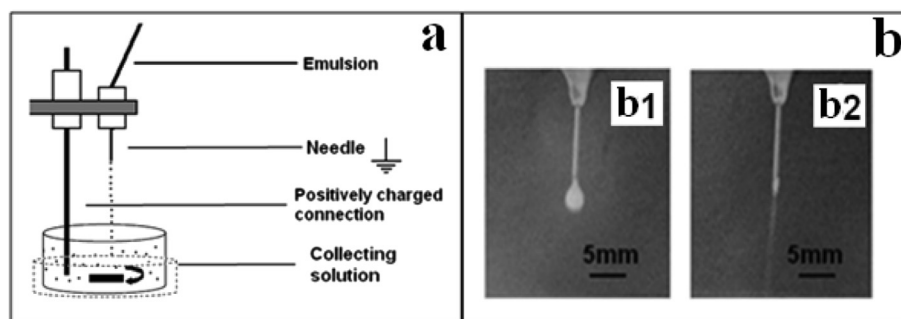 a
Emulsion
Needle
Positively charged
connection
Collecting
solution
b
b1
5mm
b2
5mm